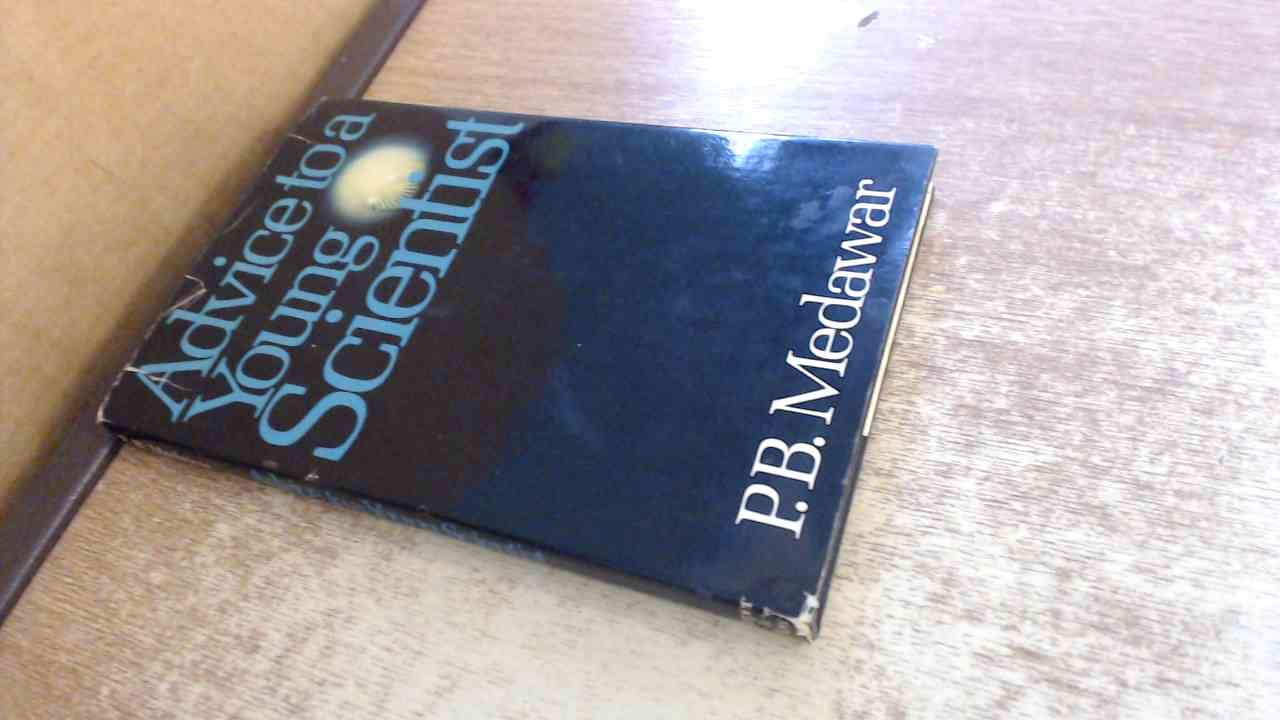 Advice to a
Young
Scientist
P.B. Medawar